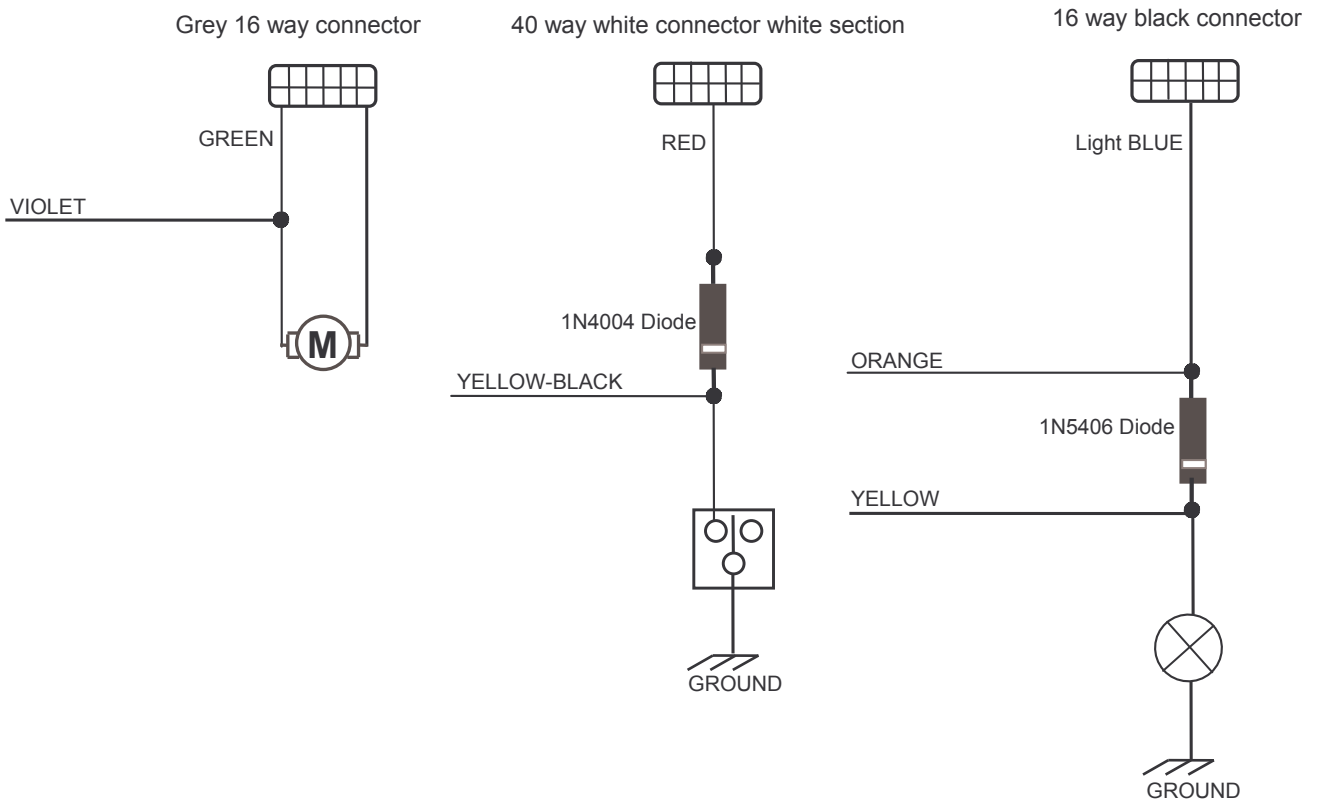 Grey 16 way connector
GREEN
VIOLET
M
40 way white connector white section
RED
1N4004 Diode
YELLOW-BLACK
GROUND
16 way black connector
Light BLUE
ORANGE
1N5406 Diode
YELLOW
GROUND